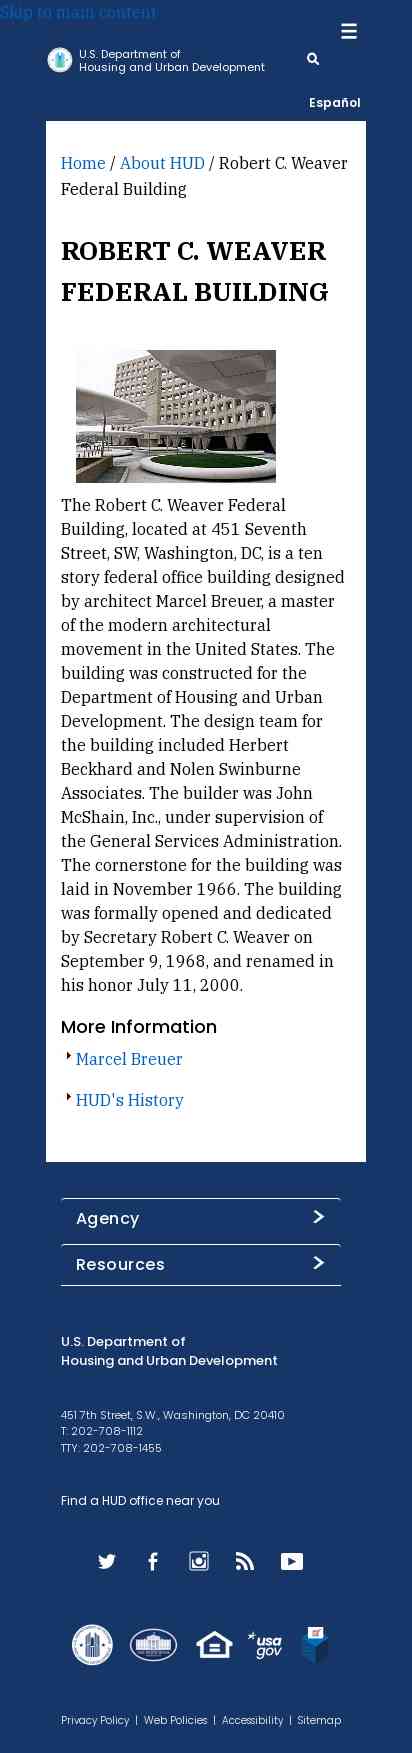 Skip to main content
U.S. Department of
Housing and Urban Development
Español
Home / About HUD / Robert C. Weaver
Federal Building
ROBERT C. WEAVER
FEDERAL BUILDING
The Robert C. Weaver Federal
Building, located at 451 Seventh
Street, SW, Washington, DC, is a ten
story federal office building designed
by architect Marcel Breuer, a master
of the modern architectural
movement in the United States. The
building was constructed for the
Department of Housing and Urban
Development. The design team for
the building included Herbert
Beckhard and Nolen Swinburne
Associates. The builder was John
McShain, Inc., under supervision of
the General Services Administration.
The cornerstone for the building was
laid in November 1966. The building
was formally opened and dedicated
by Secretary Robert C. Weaver on
September 9, 1968, and renamed in
his honor July 11, 2000.
More Information
Marcel Breuer
HUD's History
Agency
Resources
U.S. Department of
Housing and Urban Development
451 7th Street, S.W., Washington, DC 20410
T: 202-708-1112
TTY: 202-708-1455
Find a HUD office near you
usa
gov
Privacy Policy | Web Policies | Accessibility | Sitemap